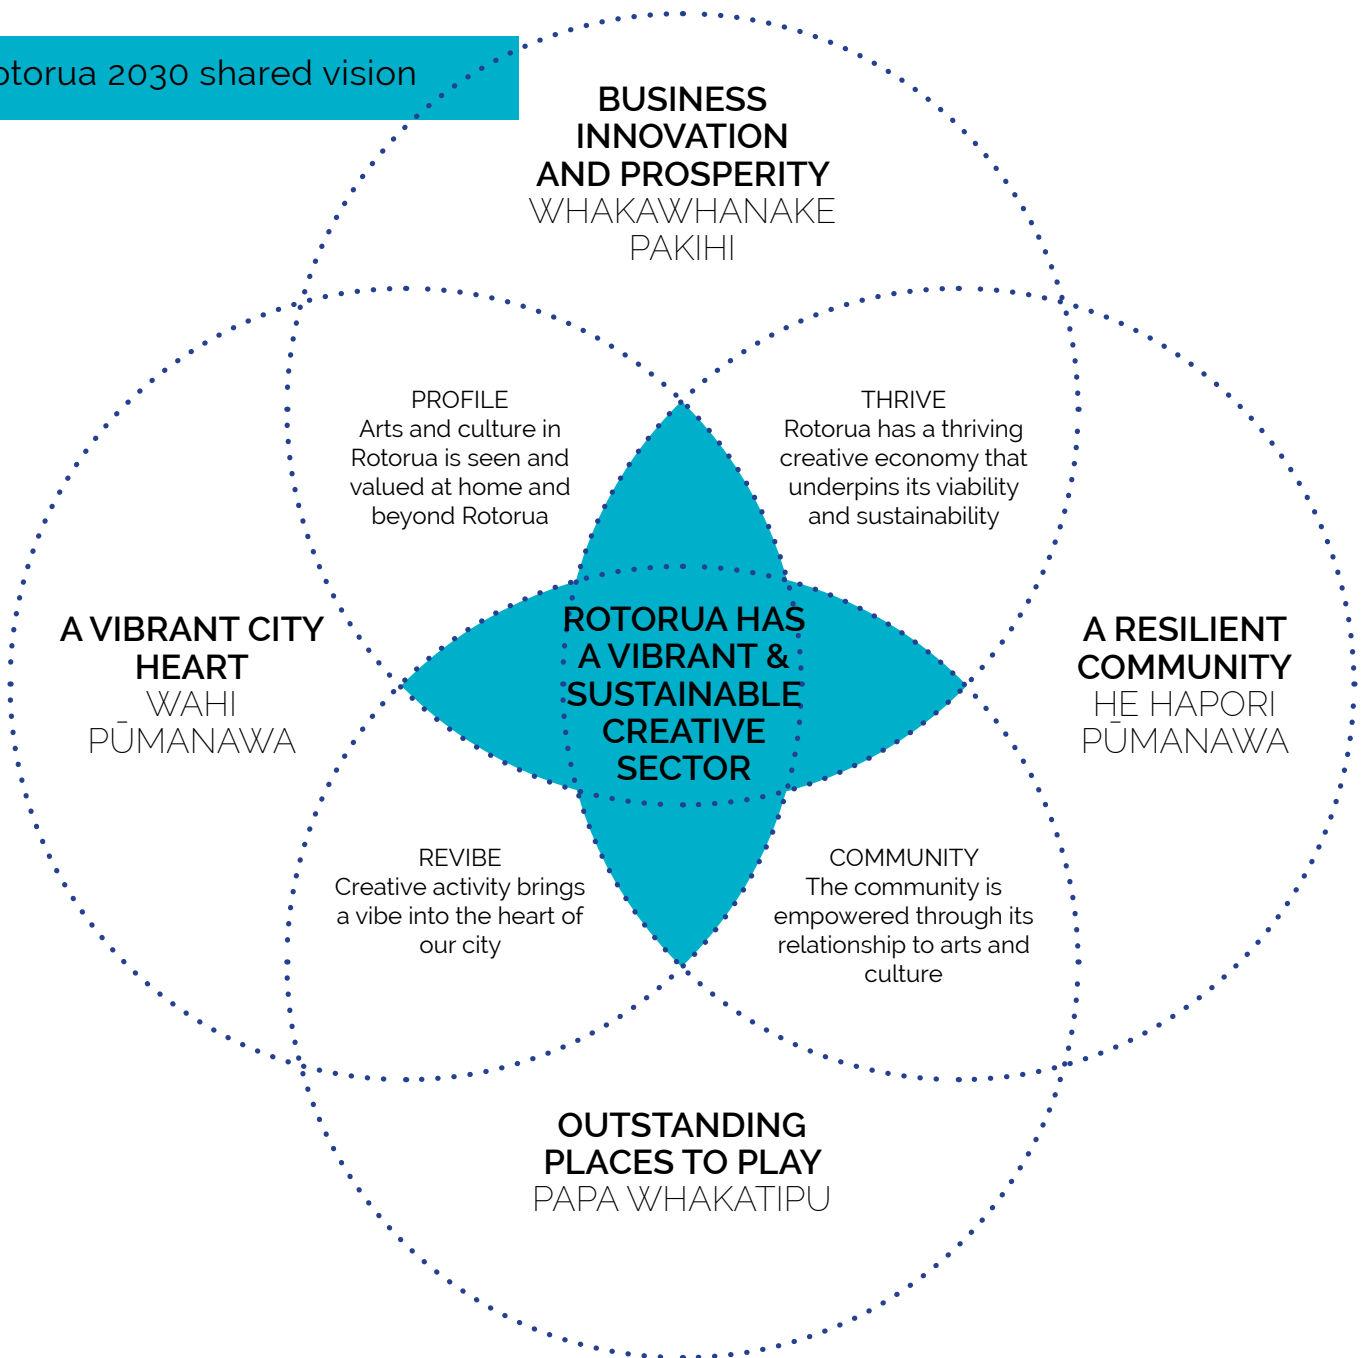 otorua 2030 shared vision
BUSINESS
INNOVATION
AND PROSPERITY
WHAKAWHANAKE
PAKIHI
PROFILE
Arts and culture in
Rotorua is seen and
valued at home and
beyond Rotorua
THRIVE
Rotorua has a thriving
creative economy that
underpins its viability
and sustainability
A VIBRANT CITY
HEART
WAHI
PŪMANAWA
ROTORUA HAS
A VIBRANT &
SUSTAINABLE
CREATIVE
SECTOR
A RESILIENT
COMMUNITY
HE HAPORI
PŪMANAWA
REVIBE
Creative activity brings
a vibe into the heart of
our city
COMMUNITY
The community is
empowered through its
relationship to arts and
culture
OUTSTANDING
PLACES TO PLAY
PAPA WHAKATIPU